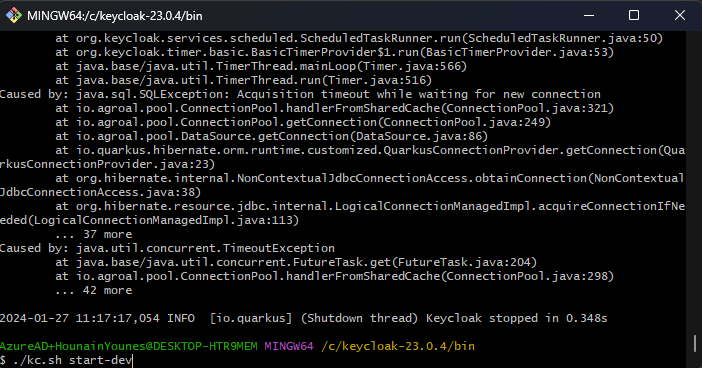 MINGW64:/c/keycloak-23.0.4/bin
at org.keycloak.services.scheduled.ScheduledTaskRunner.run(ScheduledTaskRunner.java:50)
at org.keycloak.timer.basic.BasicTimerProvider$1.run(BasicTimerProvider.java:53)
at java.base/java.util.TimerThread.mainLoop(Timer.java:566)
at java.base/java.util.TimerThread.run(Timer.java:516)
Caused by: java.sql.SQLException: Acquisition timeout while waiting for new connection
at io.agroal.pool.ConnectionPool.handlerFromSharedCache(ConnectionPool.java:321)
at io.agroal.pool.ConnectionPool.getConnection(ConnectionPool.java:249)
at io.agroal.pool.DataSource.getConnection(DataSource.java:86)
at io.quarkus.hibernate.orm.runtime.customized.QuarkusConnectionProvider.getConnection(Qua
rkusConnectionProvider.java:23)
at org.hibernate.internal.NonContextualJdbcConnectionAccess.obtainConnection(NonContextual
JdbcConnectionAccess.java:38)
at org.hibernate.resource.jdbc.internal.LogicalConnectionManagedImpl.acquireConnectionIfNe
eded(LogicalConnectionManagedImpl.java:113)
... 37 more
Caused by: java.util.concurrent.TimeoutException
at java.base/java.util.concurrent.FutureTask.get(FutureTask.java:204)
at io.agroal.pool.ConnectionPool.handlerFromSharedCache(ConnectionPool.java:298)
... 42 more
2024-01-27 11:17:17,054 INFO  [io.quarkus] (Shutdown thread) Keycloak stopped in 0.348s
AzureAD+HounainYounes@DESKTOP-HTR9MEM MINGW64 /c/keycloak-23.0.4/bin
$ ./kc.sh start-dev